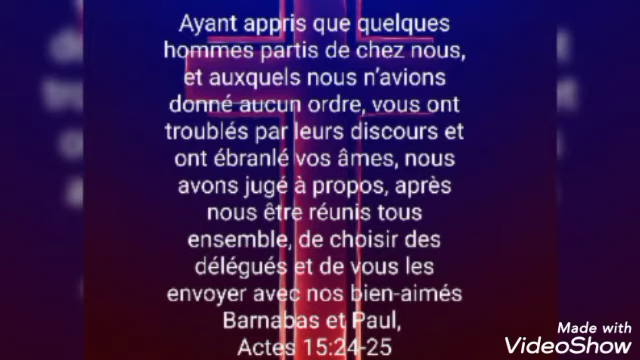 Ayant appris que quelques
hommes partis de chez nous,
et auxquels nous n’avions
donné aucun ordre, vous ont
troublés par leurs discours et
ont ébranlé vos âmes, nous
avons jugé à propos, après
nous être réunis tous
ensemble, de choisir des
délégués et de vous les
envoyer avec nos bien-aimés
Barnabas et Paul,
Actes 15:24-25
Made with
VideoShow